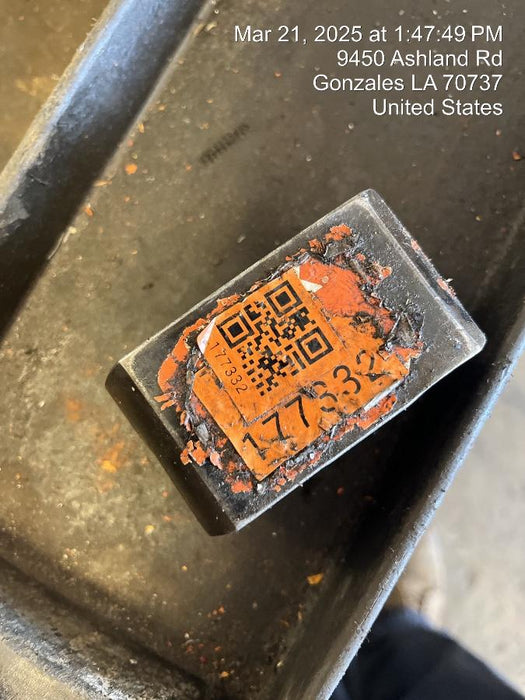 Mar 21, 2025 at 1:47:49 PM
9450 Ashland Rd
Gonzales LA 70737
United States
177332
177332